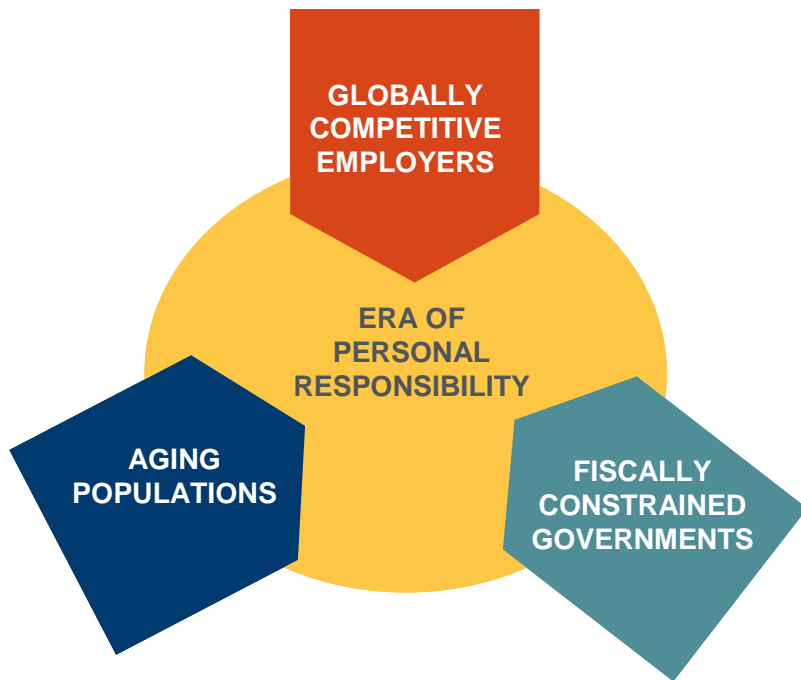 GLOBALLY
COMPETITIVE
EMPLOYERS
ERA OF
PERSONAL
RESPONSIBILITY
AGING
POPULATIONS
FISCALLY
CONSTRAINED
GOVERNMENTS